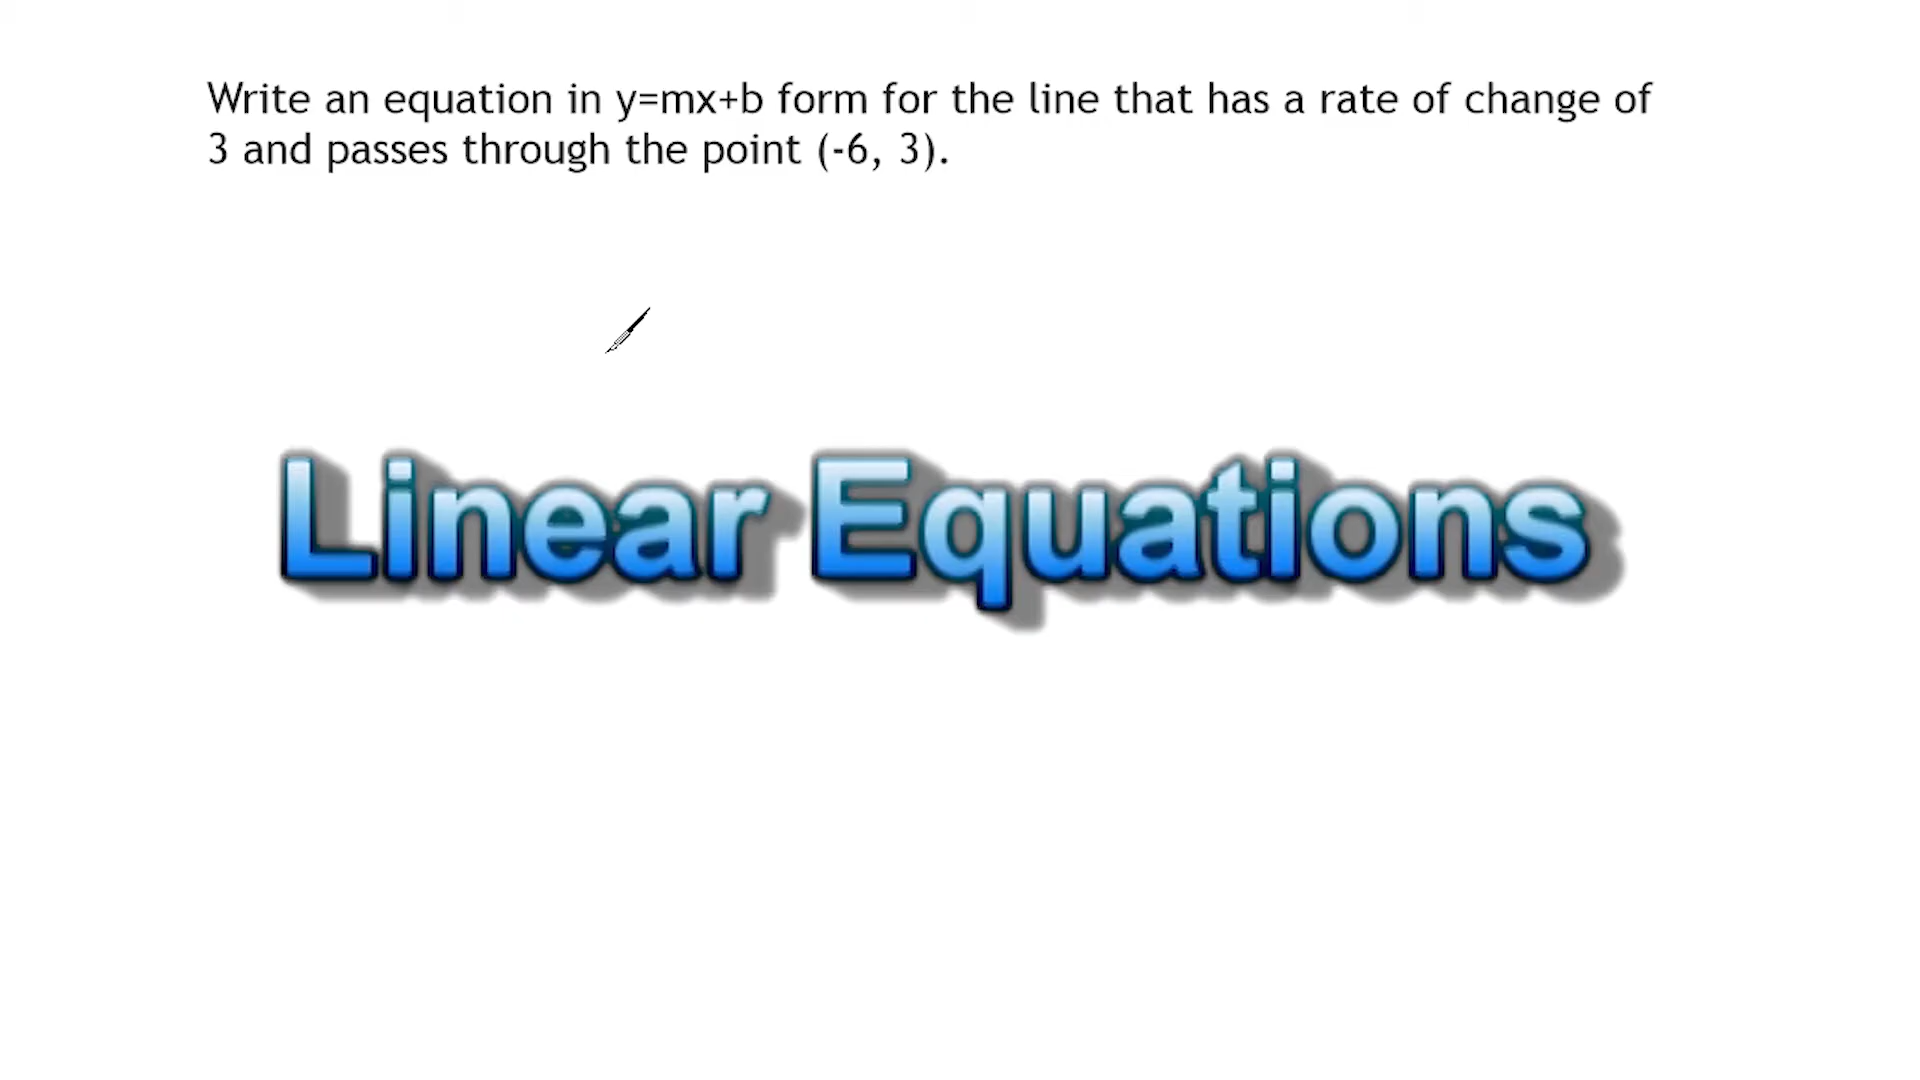 Write an equation in y=mx+b form for the line that has a rate of change of
3 and passes through the point (-6, 3).
Linear Equations